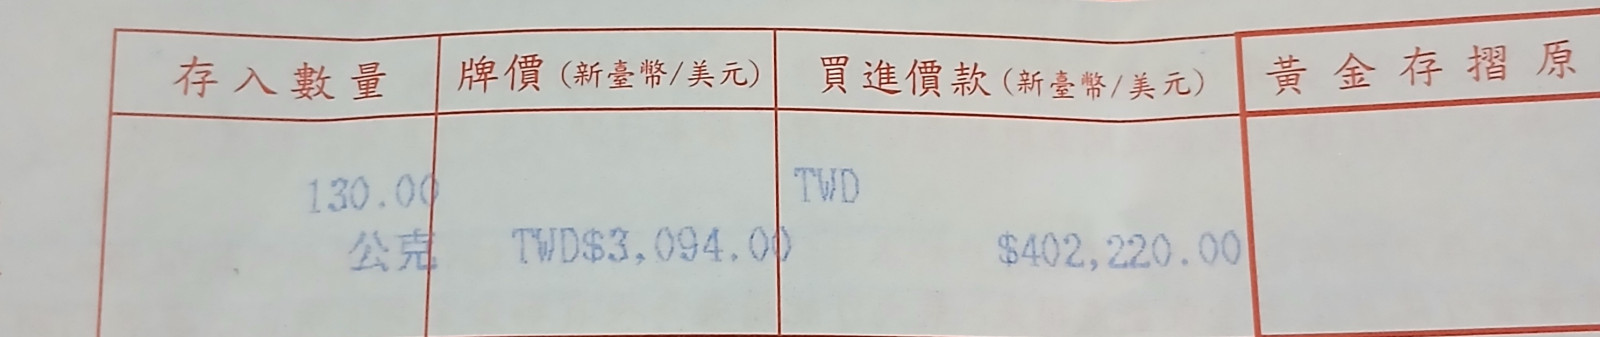 存入數量 牌價(新臺幣/美元) 買進價款(新臺幣/美元) 黃金存摺原
130.00 TWD
公克 TWD$3,094.00 $402,220.00